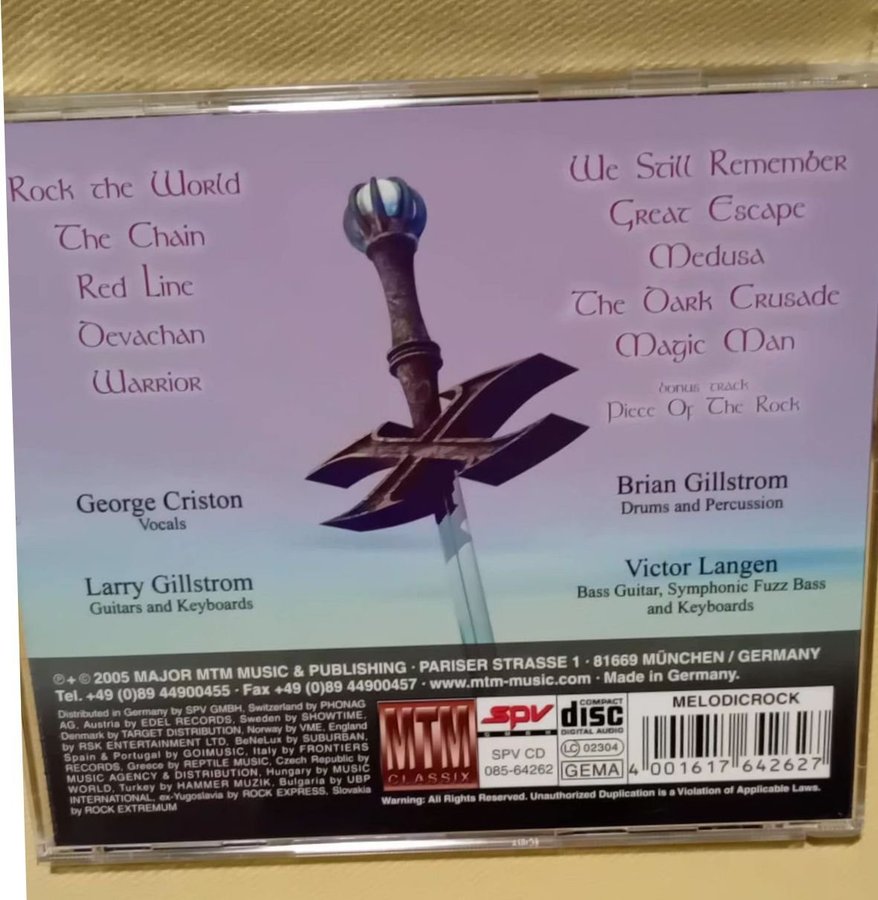 Rock the World
The Chain
Red Line
Devachan
Warrior
We Still Remember
Great Escape
Medusa
The Dark Crusade
Magic Man
bonus track
Piece Of The Rock
George Criston
Vocals
Larry Gillstrom
Guitars and Keyboards
Brian Gillstrom
Drums and Percussion
Victor Langen
Bass Guitar, Symphonic Fuzz Bass
and Keyboards
℗+© 2005 MAJOR MTM MUSIC & PUBLISHING · PARISER STRASSE 1 · 81669 MÜNCHEN / GERMANY
Tel. +49 (0)89 44900455 · Fax +49 (0)89 44900457 · www.mtm-music.com · Made in Germany.
Distributed in Germany by SPV GMBH, Switzerland by PHONAG
AG, Austria by EDEL RECORDS, Sweden by SHOWTIME,
Denmark by TARGET DISTRIBUTION, Norway by VME, England
by RSK ENTERTAINMENT LTD, BeNeLux by SUBURBAN,
Spain & Portugal by GOIMUSIC, Italy by FRONTIERS
RECORDS, Greece by REPTILE MUSIC, Czech Republic by
MUSIC AGENCY & DISTRIBUTION, Hungary by MUSIC
WORLD, Turkey by HAMMER MUZIK, Bulgaria by UBP
INTERNATIONAL, ex-Yugoslavia by ROCK EXPRESS, Slovakia
by ROCK EXTREMUM
MTM
CLASSIX
spv
SPV CD
085-64262
COMPACT
disc
DIGITAL AUDIO
LC 02304
GEMA
MELODICROCK
4 001617 642627
Warning: All Rights Reserved. Unauthorized Duplication is a Violation of Applicable Laws.